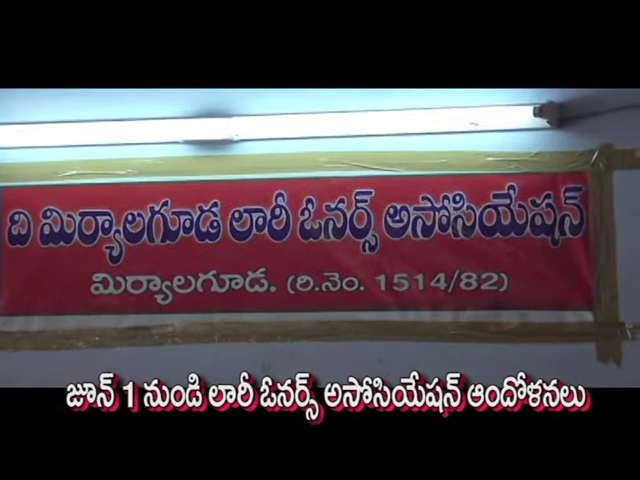 ది మిర్యాలగూడ లారీ ఓనర్స్ అసోసియేషన్
మిర్యాలగూడ. (రి.నెం. 1514/82)
జూన్ 1 నుండి లారీ ఓనర్స్ అసోసియేషన్ ఆందోళనలు